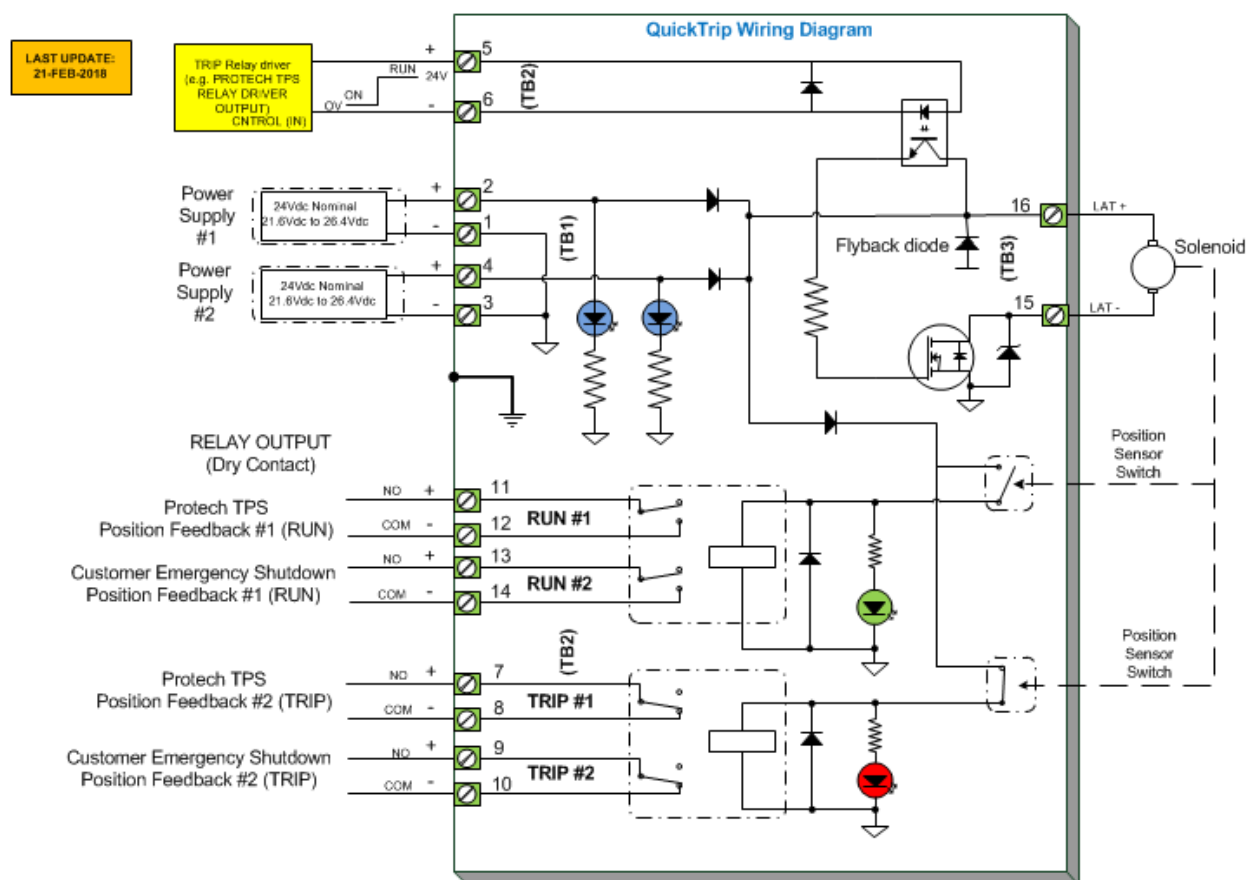 QuickTrip Wiring Diagram
LAST UPDATE:
21-FEB-2018
TRIP Relay driver
(e.g. PROTECH TPS
RELAY DRIVER
OUTPUT)
CNTROL (IN)
+
RUN
24V
ON
0V
-
5
6
(TB2)
Power
Supply
#1
24Vdc Nominal
21.6Vdc to 26.4Vdc
+
-
2
1
Power
Supply
#2
24Vdc Nominal
21.6Vdc to 26.4Vdc
+
-
4
3
(TB1)
Flyback diode
16
LAT +
(TB3)
15
LAT -
Solenoid
RELAY OUTPUT
(Dry Contact)
Protech TPS
Position Feedback #1 (RUN)
NO +
COM -
11
12
RUN #1
Customer Emergency Shutdown
Position Feedback #1 (RUN)
NO +
COM -
13
14
RUN #2
Position
Sensor
Switch
(TB2)
Protech TPS
Position Feedback #2 (TRIP)
NO +
COM -
7
8
TRIP #1
Customer Emergency Shutdown
Position Feedback #2 (TRIP)
NO +
COM -
9
10
TRIP #2
Position
Sensor
Switch